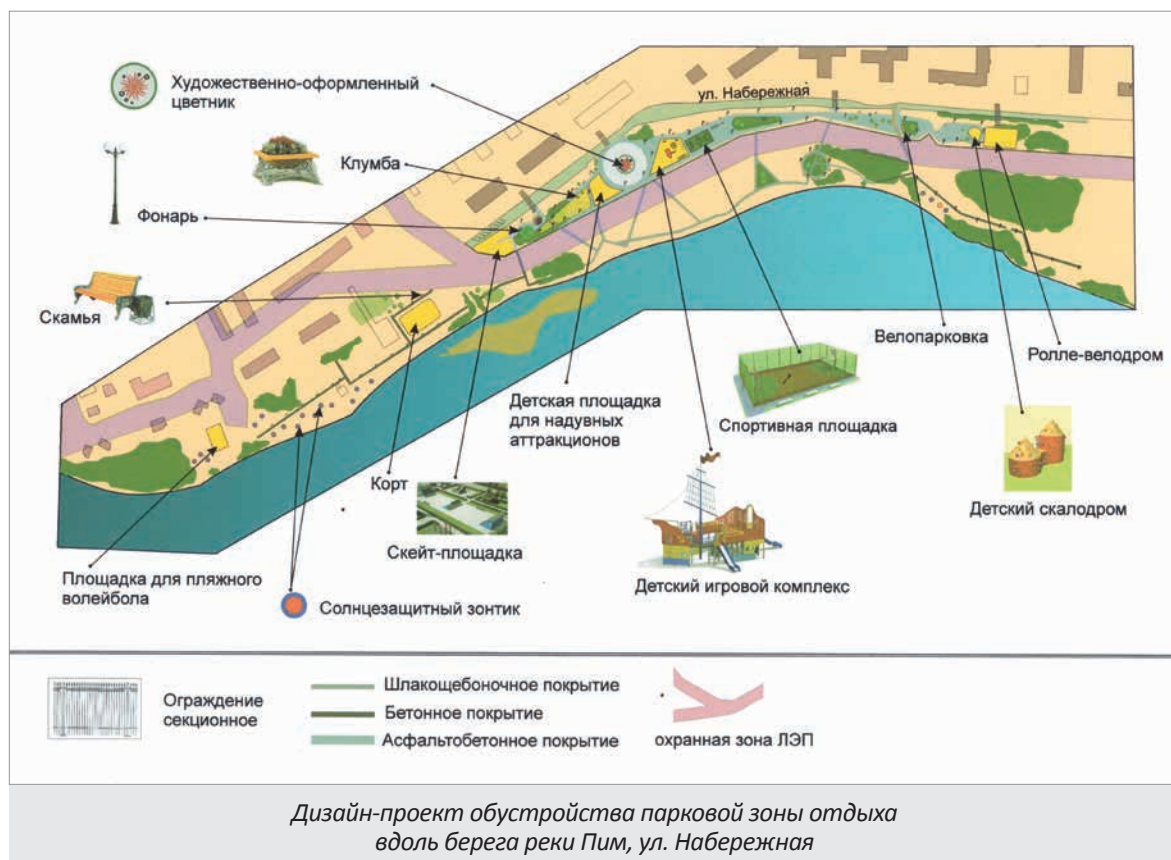 Художественно-оформленный
цветник
ул. Набережная
Клумба
Фонарь
Скамья
Велопарковка
Ролле-велодром
Детская площадка
для надувных
аттракционов
Спортивная площадка
Корт
Скейт-площадка
Детский скалодром
Площадка для пляжного
волейбола
Детский игровой комплекс
Солнцезащитный зонтик
Ограждение
секционное
Шлакощебоночное покрытие
Бетонное покрытие
Асфальтобетонное покрытие
охранная зона ЛЭП
Дизайн-проект обустройства парковой зоны отдыха
вдоль берега реки Пим, ул. Набережная